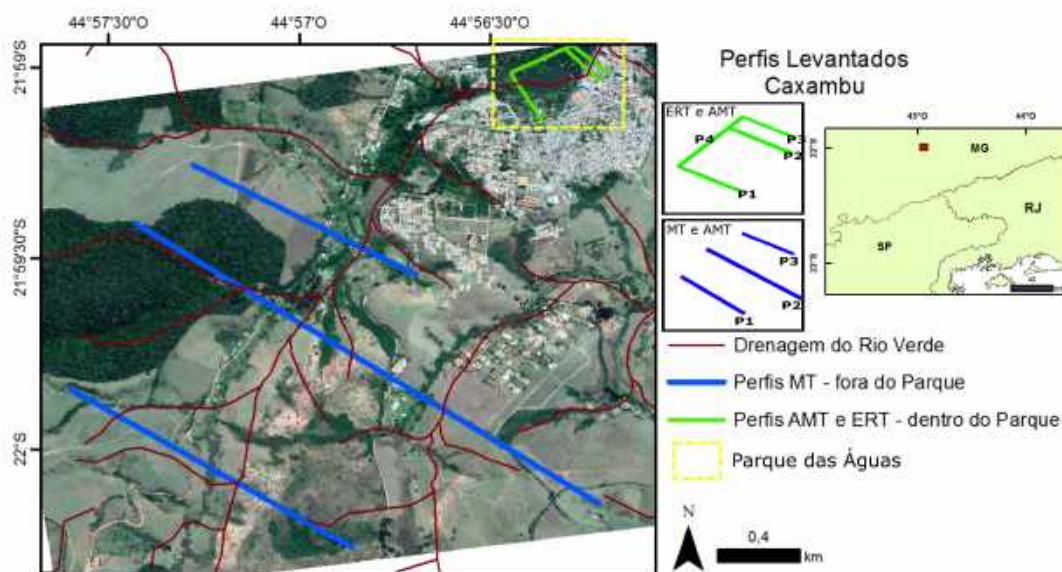 44°57'30"O
44°57'O
44°56'30"O
21°59'S
21°59'30"S
22°S
Perfis Levantados
Caxambu
ERT e AMT
P4
P3
P2
P1
MT e AMT
P3
P2
P1
45°O
44°O
22°S
23°S
MG
RJ
SP
Drenagem do Rio Verde
Perfis MT - fora do Parque
Perfis AMT e ERT - dentro do Parque
Parque das Águas
N
0,4
km